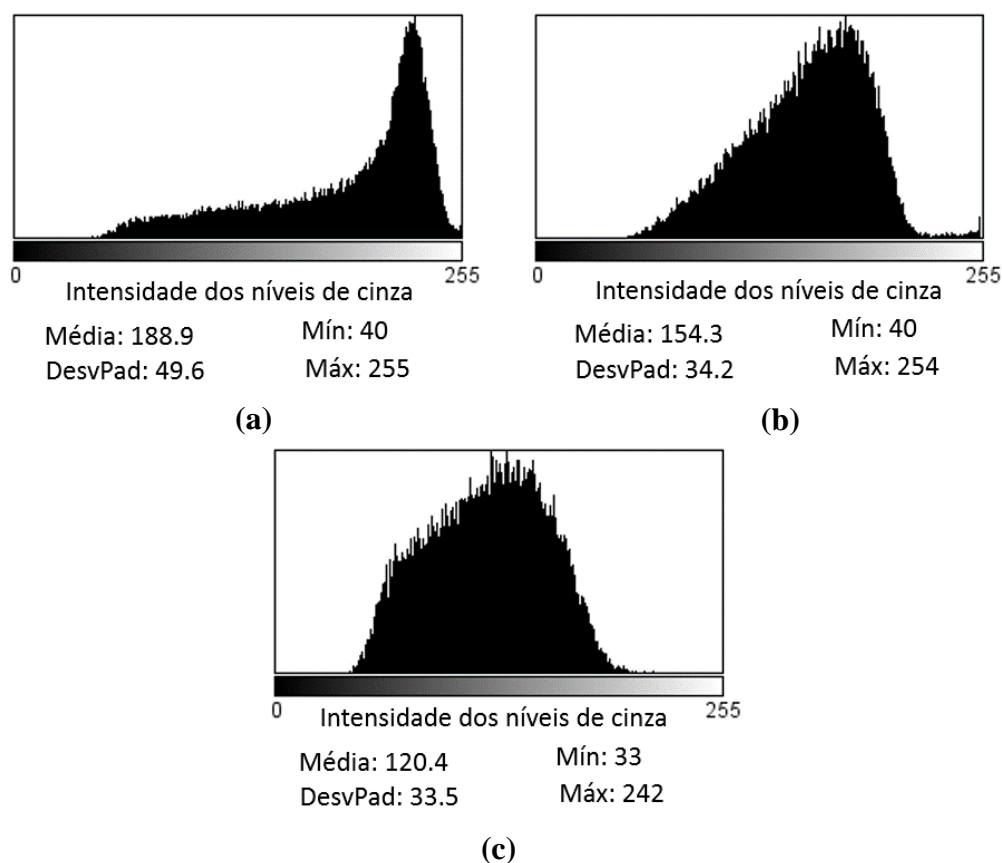 0 255
Intensidade dos níveis de cinza
Média: 188.9 Mín: 40
DesvPad: 49.6 Máx: 255
(a)
0 255
Intensidade dos níveis de cinza
Média: 154.3 Mín: 40
DesvPad: 34.2 Máx: 254
(b)
0 255
Intensidade dos níveis de cinza
Média: 120.4 Mín: 33
DesvPad: 33.5 Máx: 242
(c)